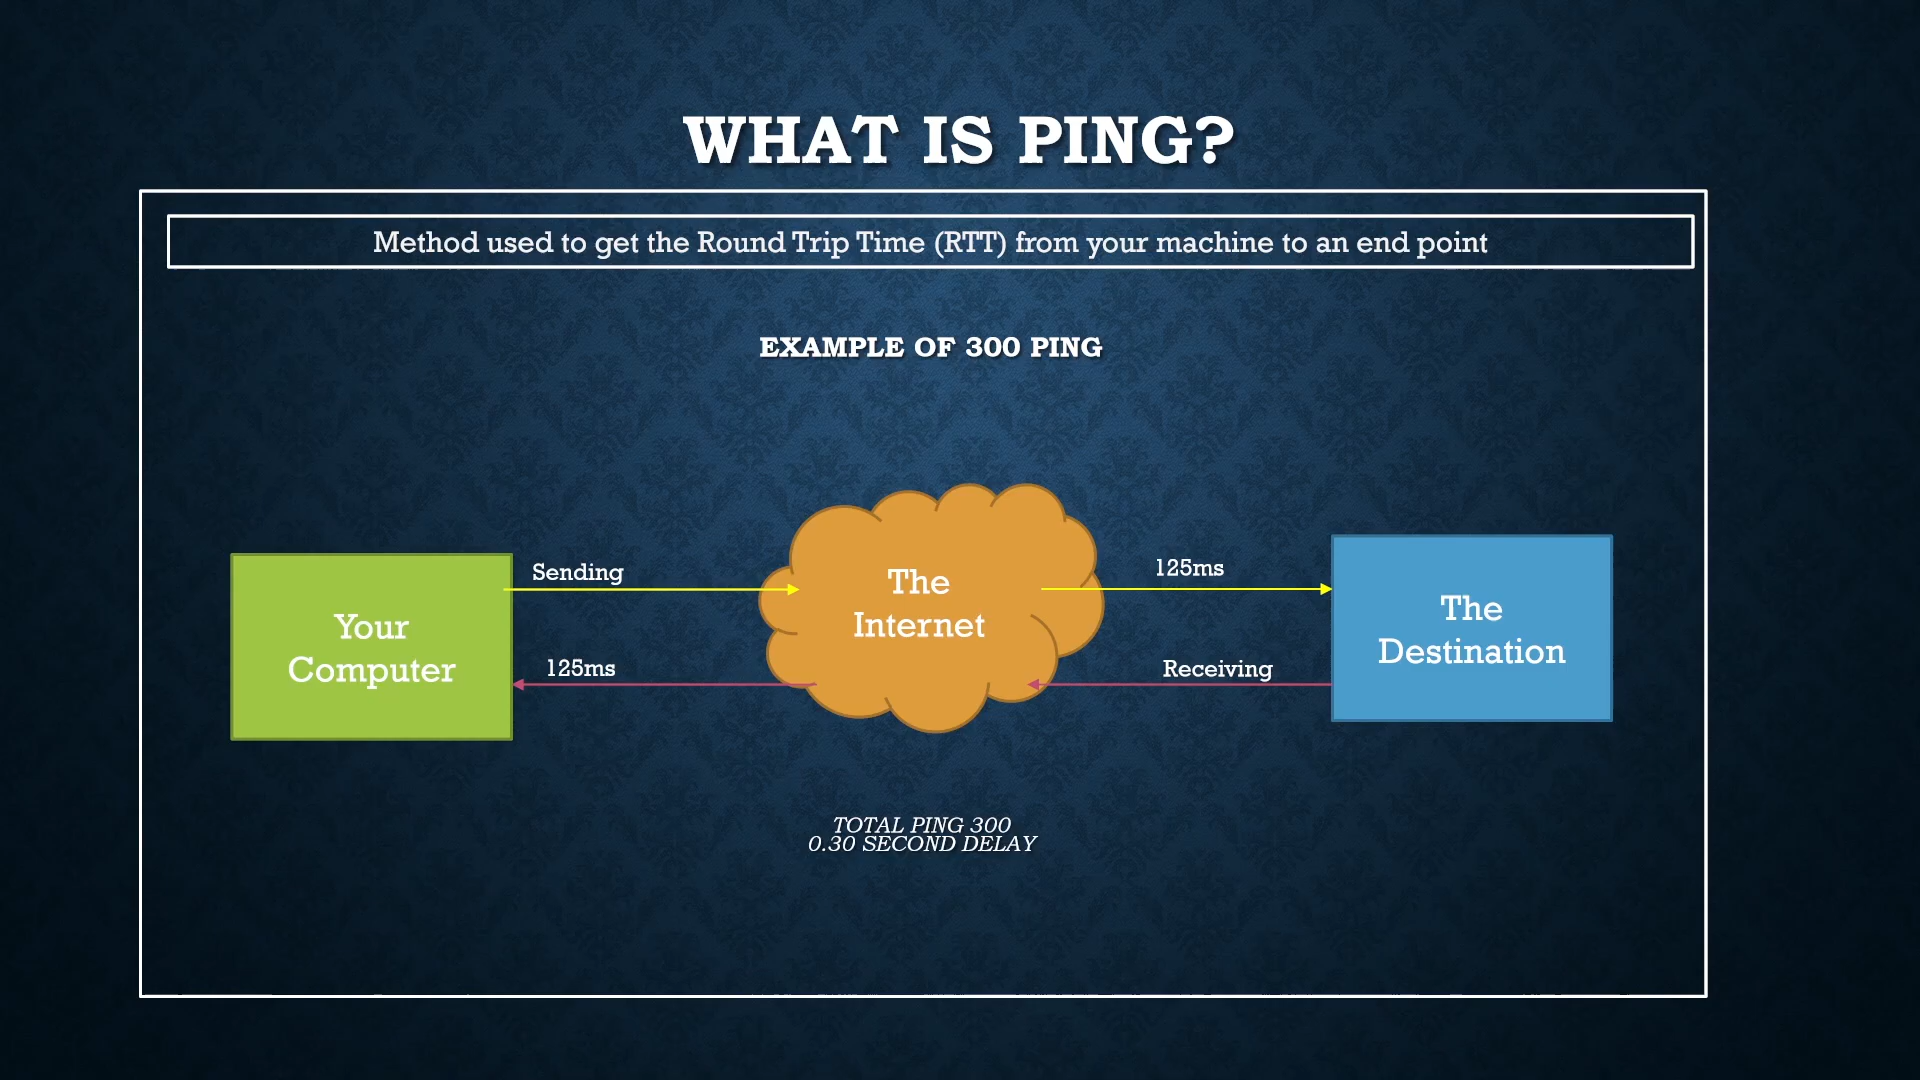 WHAT IS PING?
Method used to get the Round Trip Time (RTT) from your machine to an end point
EXAMPLE OF 300 PING
Sending
125ms
The
Internet
Your
Computer
The
Destination
125ms
Receiving
TOTAL PING 300
0.30 SECOND DELAY